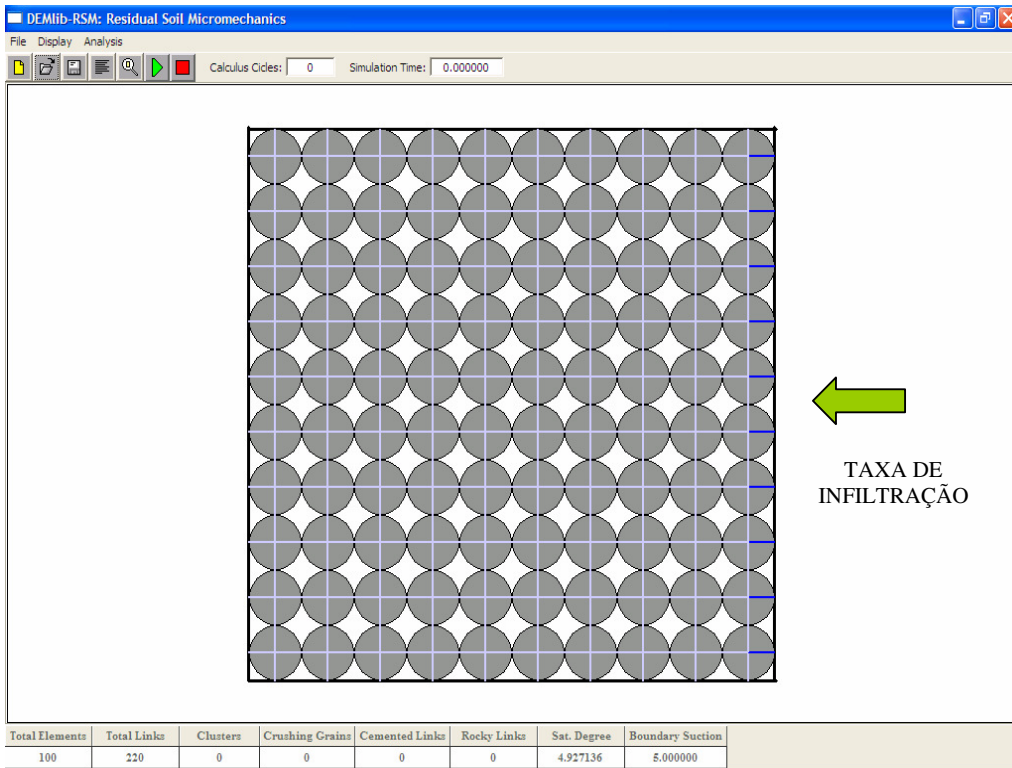 DEMlib-RSM: Residual Soil Micromechanics
File Display Analysis
Calculus Cicles: 0 Simulation Time: 0.000000
TAXA DE
INFILTRAÇÃO
Total Elements Total Links Clusters Crushing Grains Cemented Links Rocky Links Sat. Degree Boundary Suction
100 220 0 0 0 0 4.927136 5.000000